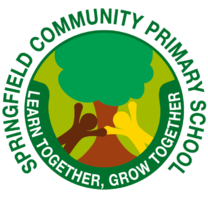 SPRINGFIELD COMMUNITY PRIMARY SCHOOL
LEARN TOGETHER, GROW TOGETHER